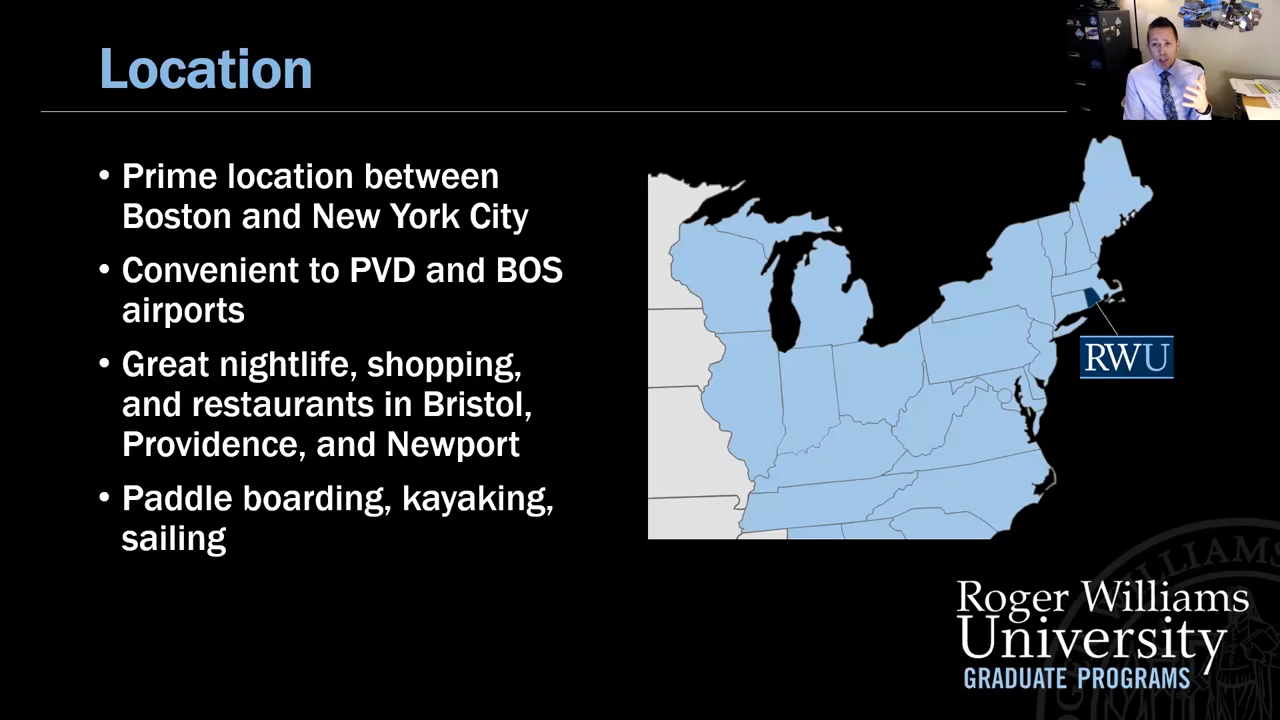 Location
• Prime location between
Boston and New York City
• Convenient to PVD and BOS
airports
• Great nightlife, shopping,
and restaurants in Bristol,
Providence, and Newport
• Paddle boarding, kayaking,
sailing
RWU
WILLIAMS
Roger Williams
University
GRADUATE PROGRAMS